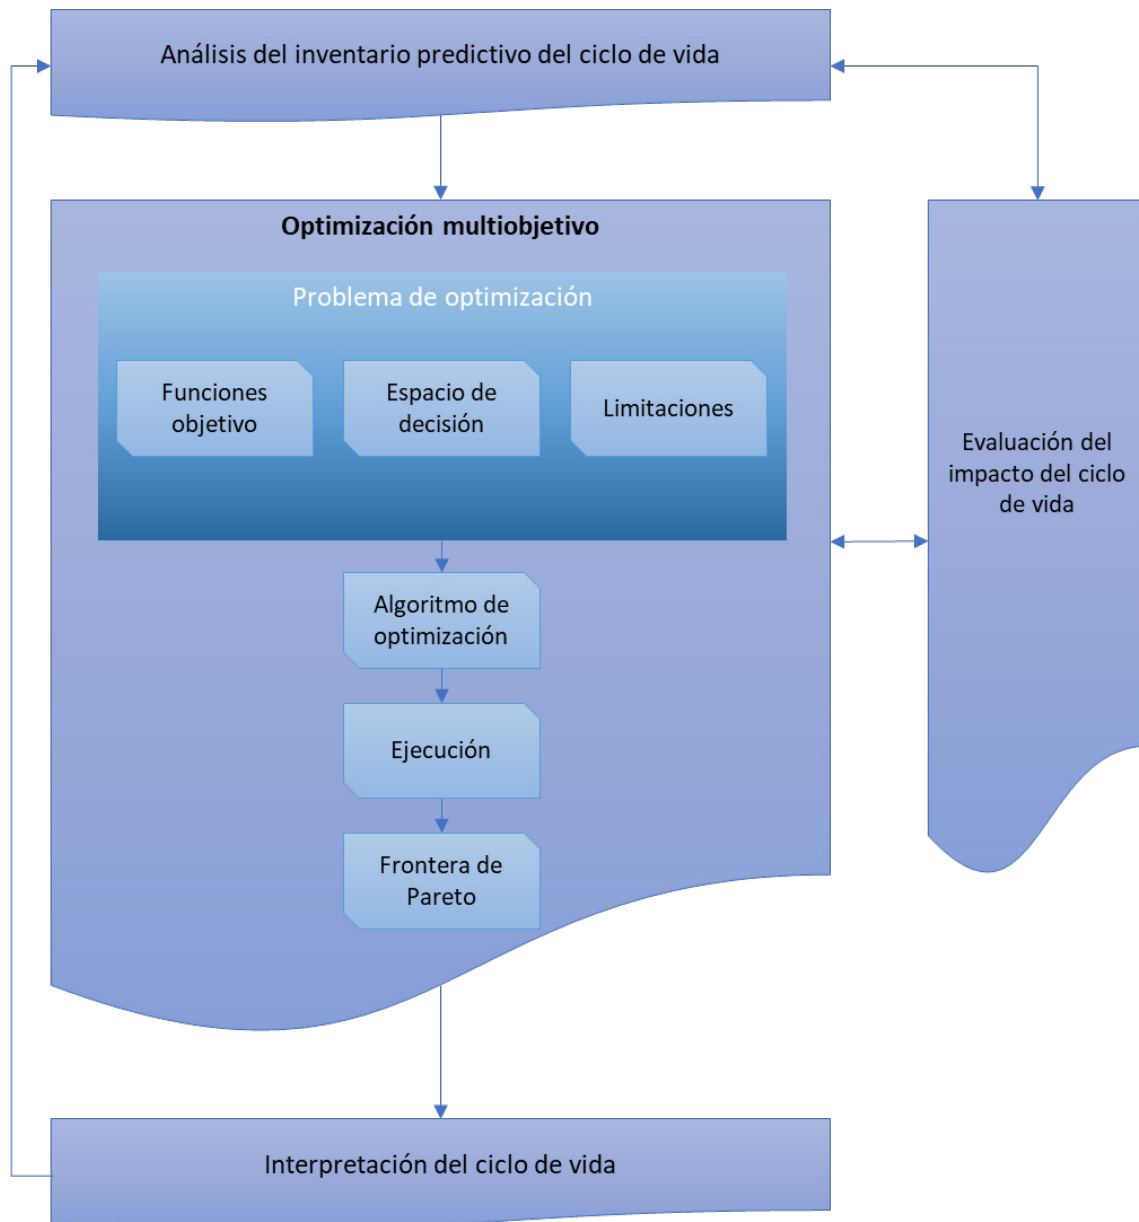 Análisis del inventario predictivo del ciclo de vida
Optimización multiobjetivo
Problema de optimización
Funciones
objetivo
Espacio de
decisión
Limitaciones
Algoritmo de
optimización
Ejecución
Frontera de
Pareto
Evaluación del
impacto del ciclo
de vida
Interpretación del ciclo de vida